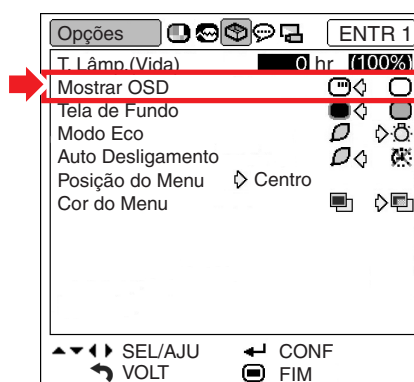 Opções ENTR 1
T. Lâmp.(Vida) 0 hr (100%)
Mostrar OSD
Tela de Fundo
Modo Eco
Auto Desligamento
Posição do Menu Centro
Cor do Menu
SEL/AJU CONF
VOLT FIM